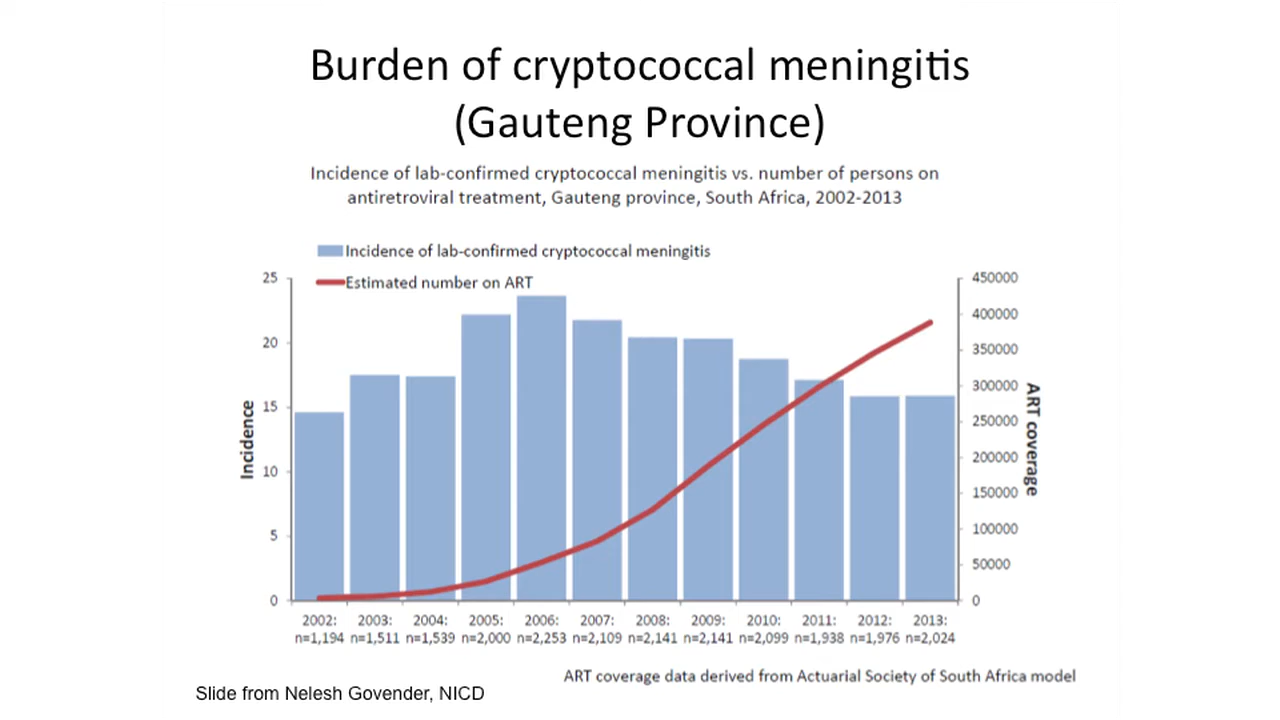 Burden of cryptococcal meningitis
(Gauteng Province)
Incidence of lab-confirmed cryptococcal meningitis vs. number of persons on
antiretroviral treatment, Gauteng province, South Africa, 2002-2013
Incidence of lab-confirmed cryptococcal meningitis
Estimated number on ART
25
20
15
10
5
0
Incidence
450000
400000
350000
300000
250000
200000
150000
100000
50000
0
ART coverage
2002: 2003: 2004: 2005: 2006: 2007: 2008: 2009: 2010: 2011: 2012: 2013:
n=1,194 n=1,511 n=1,539 n=2,000 n=2,253 n=2,109 n=2,141 n=2,141 n=2,099 n=1,938 n=1,976 n=2,024
ART coverage data derived from Actuarial Society of South Africa model
Slide from Nelesh Govender, NICD